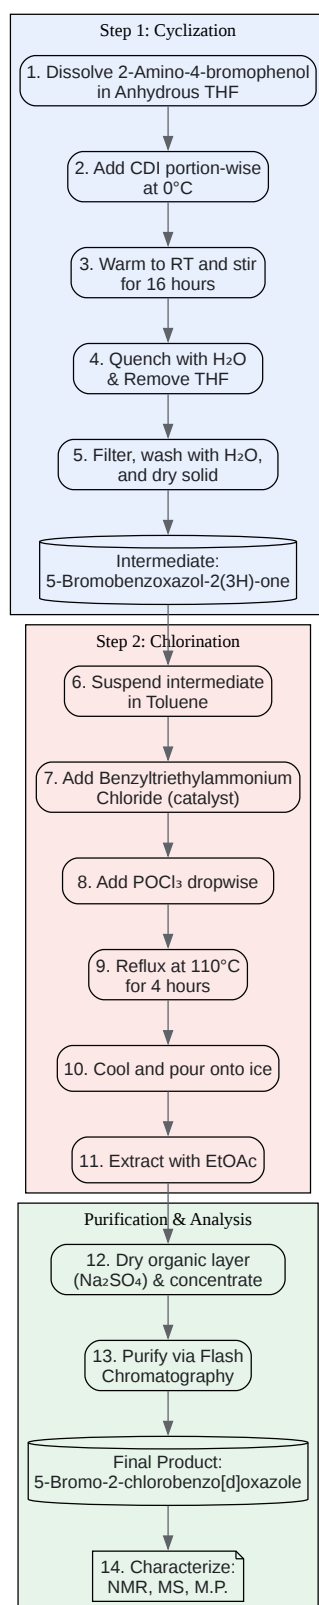 Step 1: Cyclization
1. Dissolve 2-Amino-4-bromophenol
in Anhydrous THF
2. Add CDI portion-wise
at 0°C
3. Warm to RT and stir
for 16 hours
4. Quench with H₂O
& Remove THF
5. Filter, wash with H₂O,
and dry solid
Intermediate:
5-Bromobenzoxazol-2(3H)-one
Step 2: Chlorination
6. Suspend intermediate
in Toluene
7. Add Benzyltriethylammonium
Chloride (catalyst)
8. Add POCl₃ dropwise
9. Reflux at 110°C
for 4 hours
10. Cool and pour onto ice
11. Extract with EtOAc
Purification & Analysis
12. Dry organic layer
(Na₂SO₄) & concentrate
13. Purify via Flash
Chromatography
Final Product:
5-Bromo-2-chlorobenzo[d]oxazole
14. Characterize:
NMR, MS, M.P.